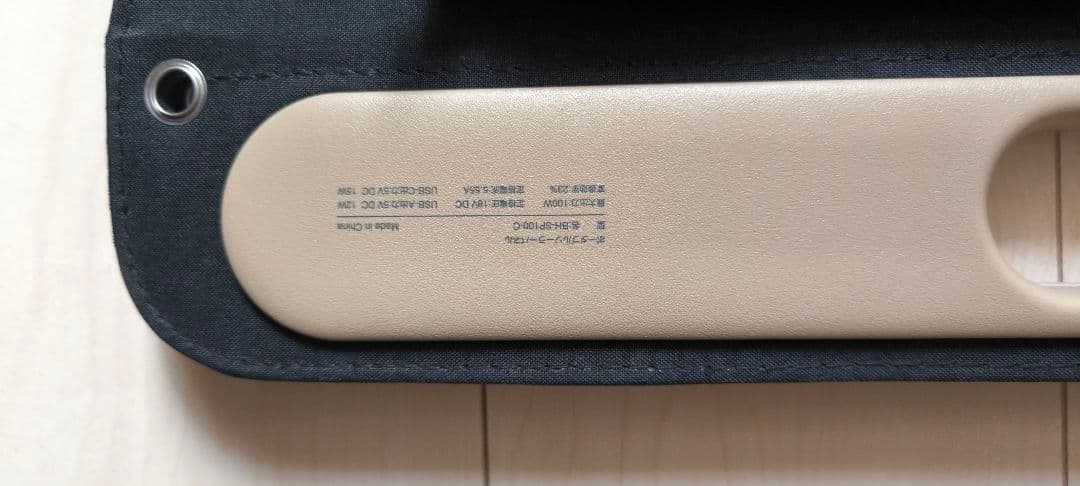 ポータブルソーラーパネル
型 名:BH-SP100-C Made in China
最大出力:100W 定格電圧:18V DC USB-A出力:5V DC 12W
変換効率:23% 定格電流:5.55A USB-C出力:5V DC 15W